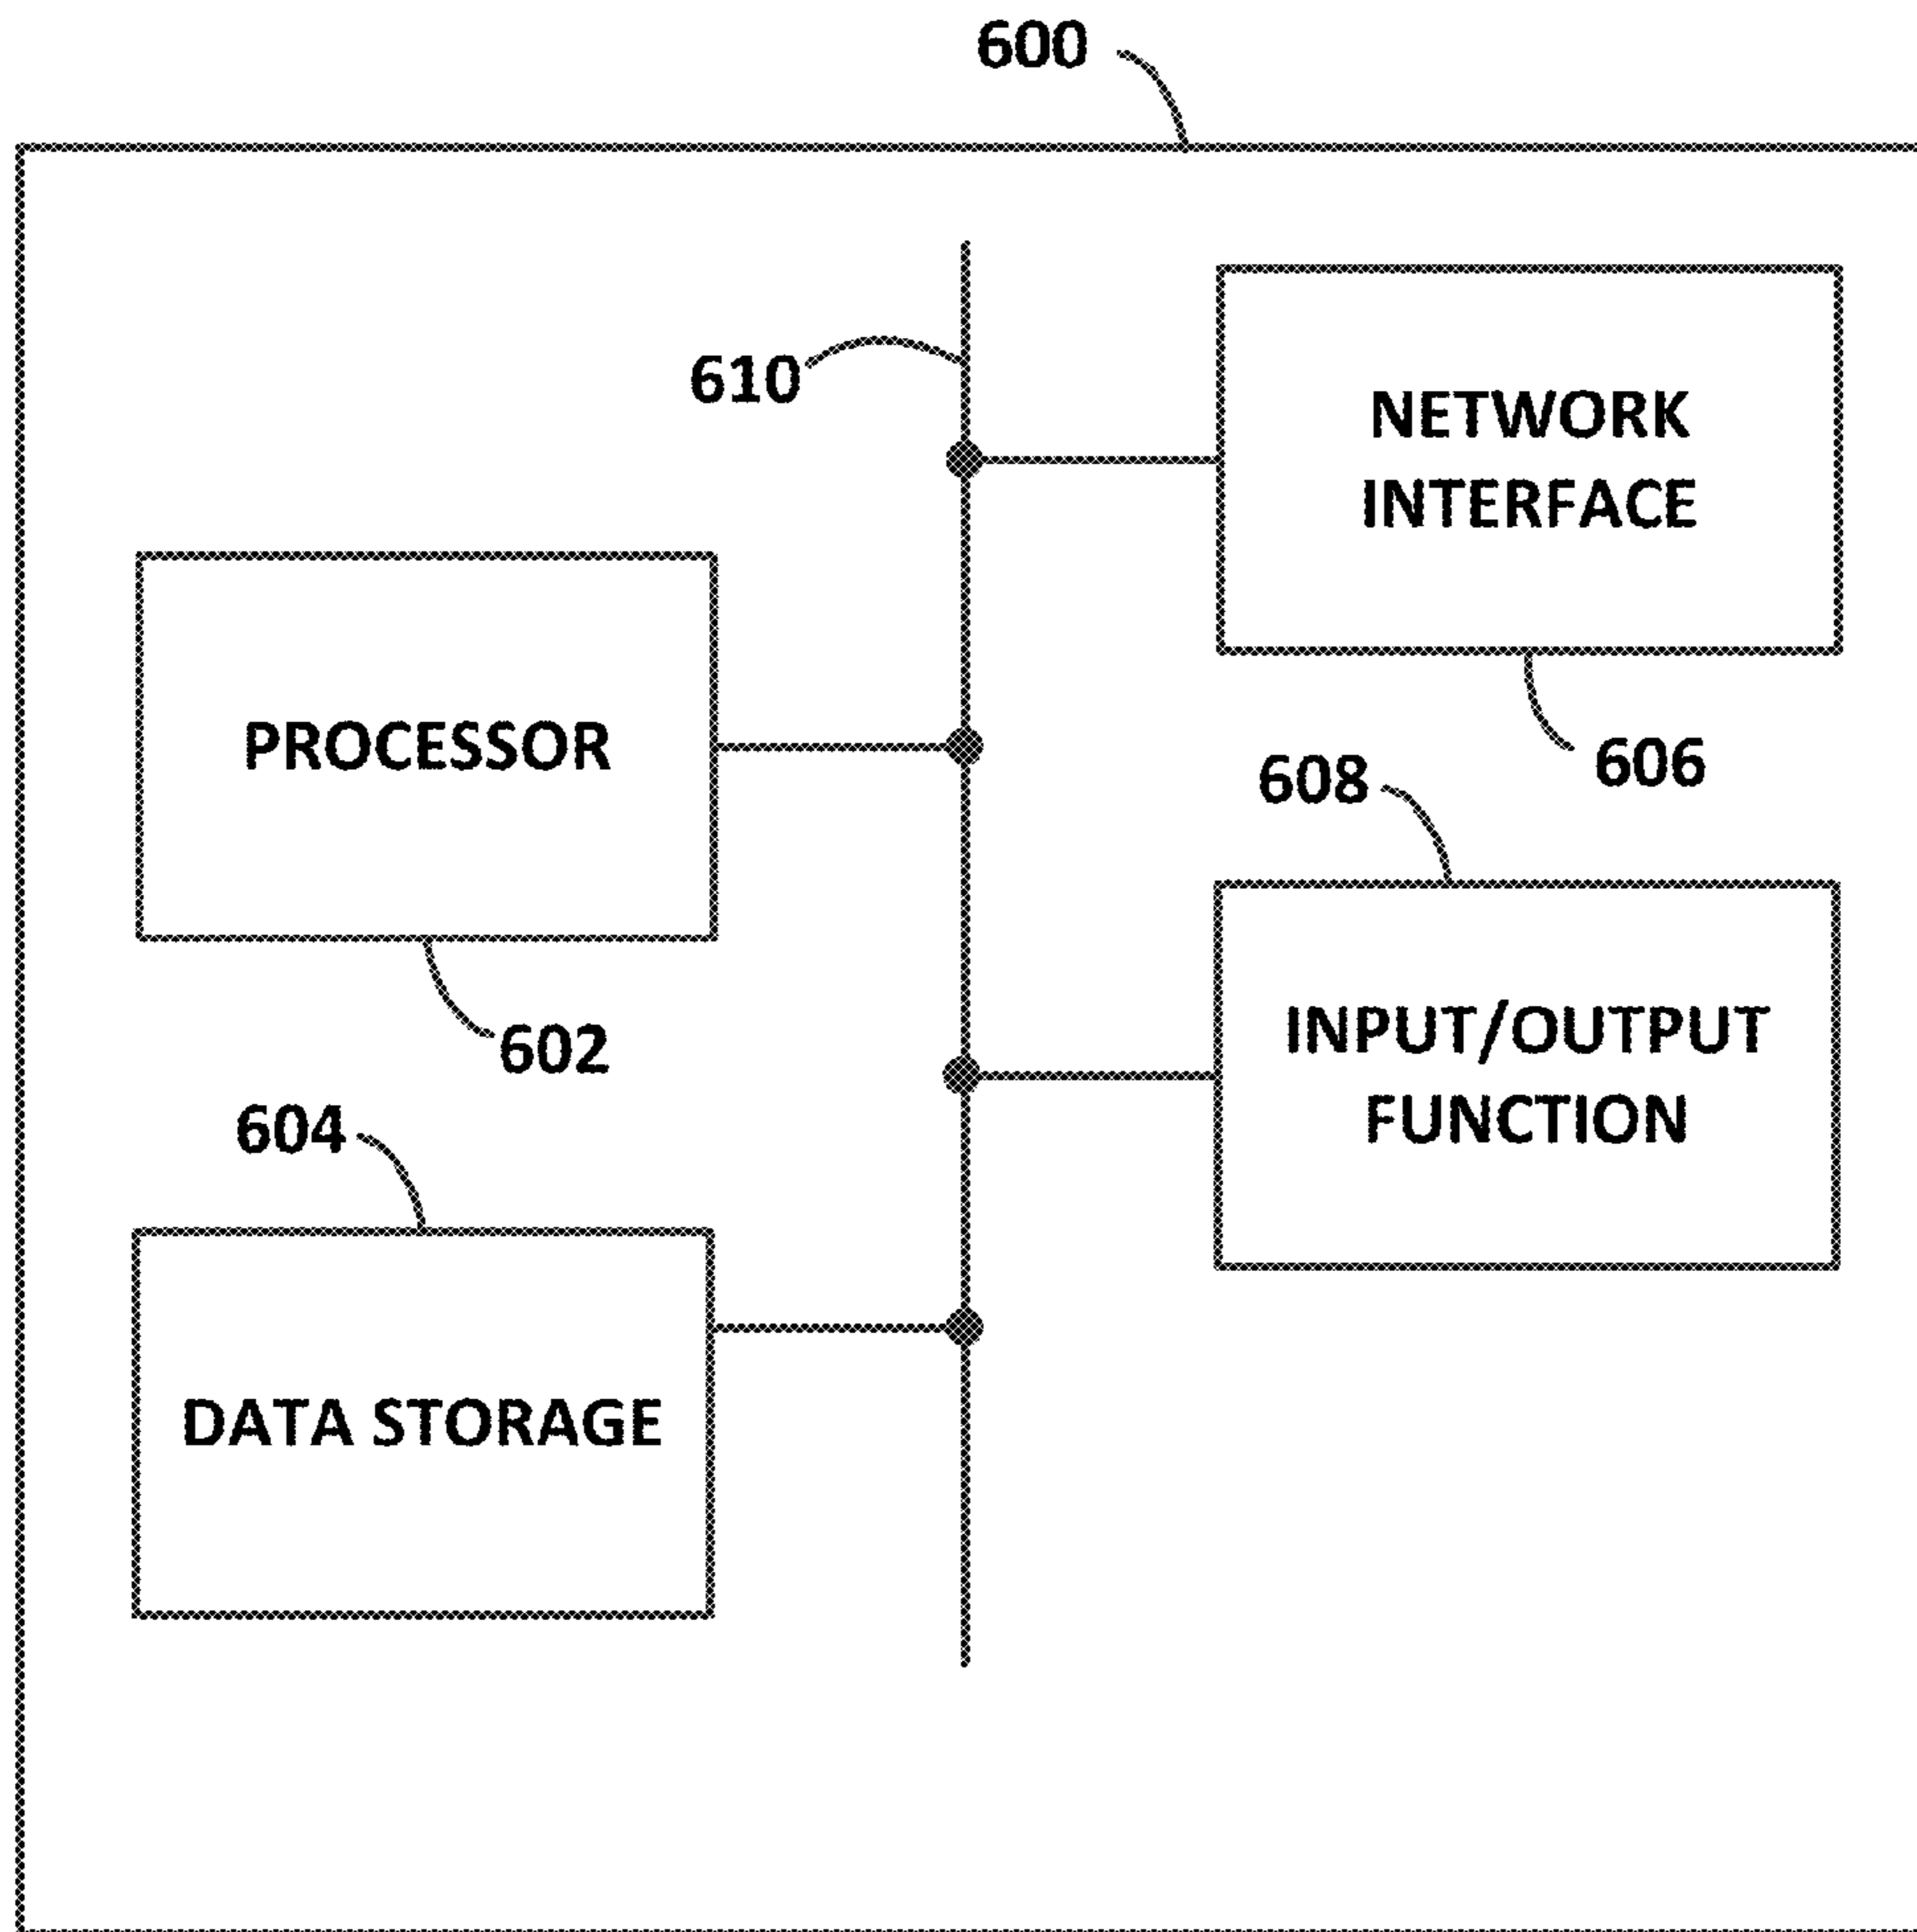 600
610
NETWORK
INTERFACE
606
PROCESSOR
602
608
INPUT/OUTPUT
FUNCTION
604
DATA STORAGE